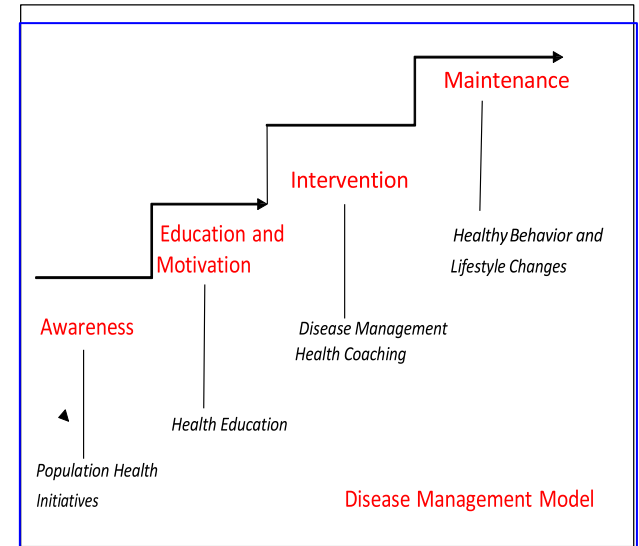 Maintenance
Healthy Behavior and
Lifestyle Changes
Intervention
Disease Management
Health Coaching
Education and
Motivation
Health Education
Awareness
Population Health
Initiatives
Disease Management Model